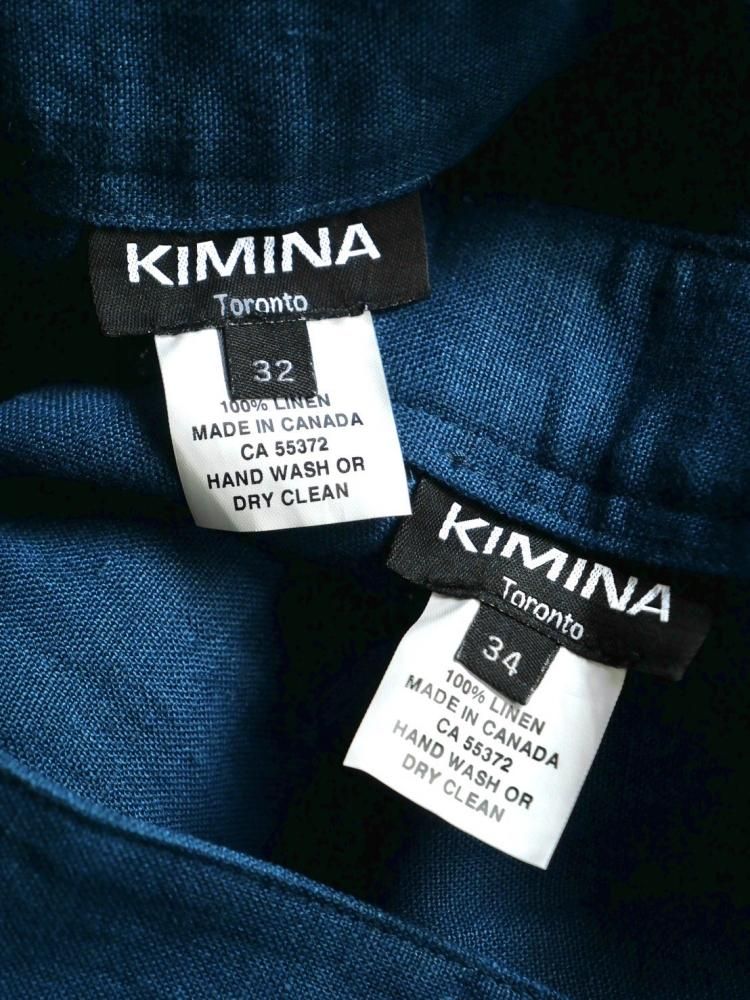 KIMINA
Toronto
32
100% LINEN
MADE IN CANADA
CA 55372
HAND WASH OR
DRY CLEAN
KIMINA
Toronto
34
100% LINEN
MADE IN CANADA
CA 55372
HAND WASH OR
DRY CLEAN